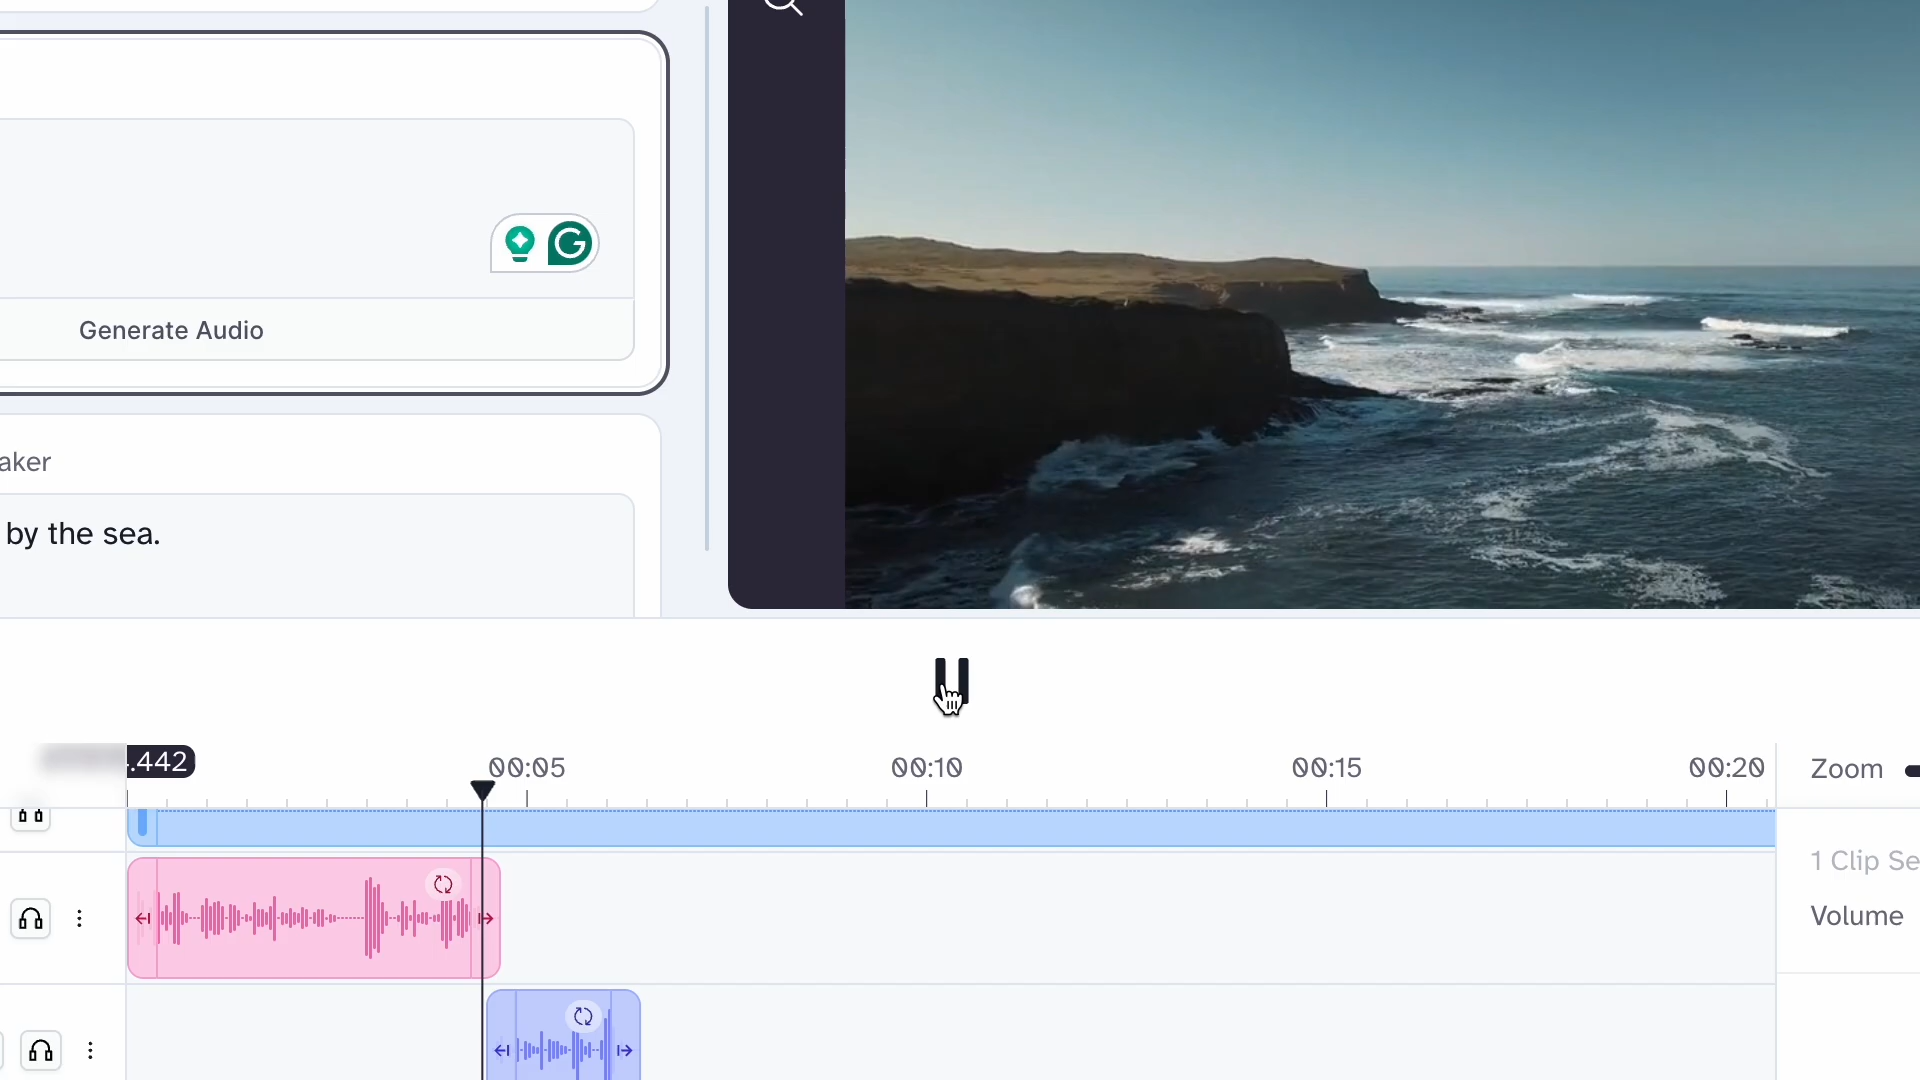 Generate Audio
aker
by the sea.
.442
00:05
00:10
00:15
00:20
Zoom
1 Clip Se
Volume